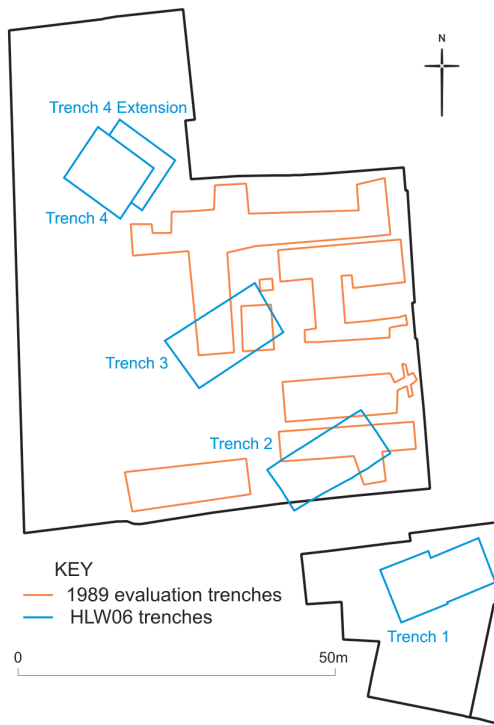 N
Trench 4 Extension
Trench 4
Trench 3
Trench 2
KEY
1989 evaluation trenches
HLW06 trenches
Trench 1
0
50m